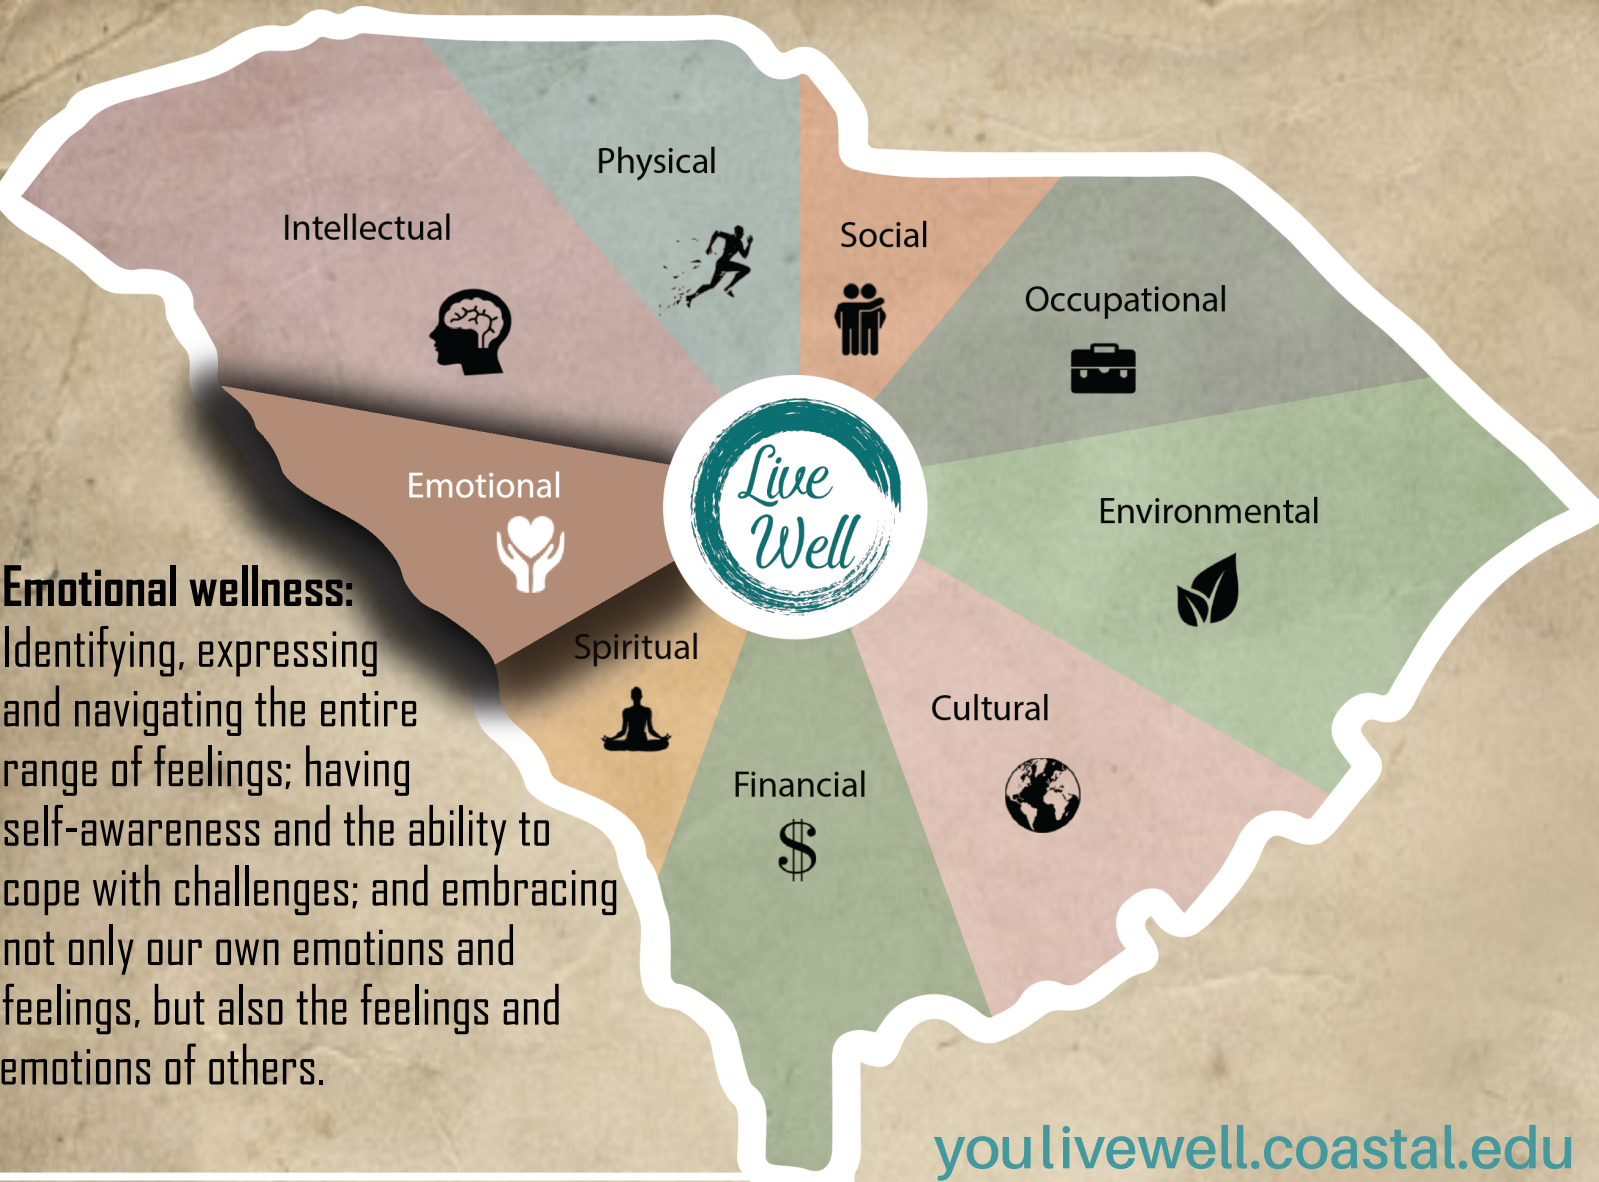 Physical
Intellectual
Social
Occupational
Emotional
Live
Well
Environmental
Spiritual
Cultural
Financial
$
Emotional wellness:
Identifying, expressing
and navigating the entire
range of feelings; having
self-awareness and the ability to
cope with challenges; and embracing
not only our own emotions and
feelings, but also the feelings and
emotions of others.
youlivewell.coastal.edu